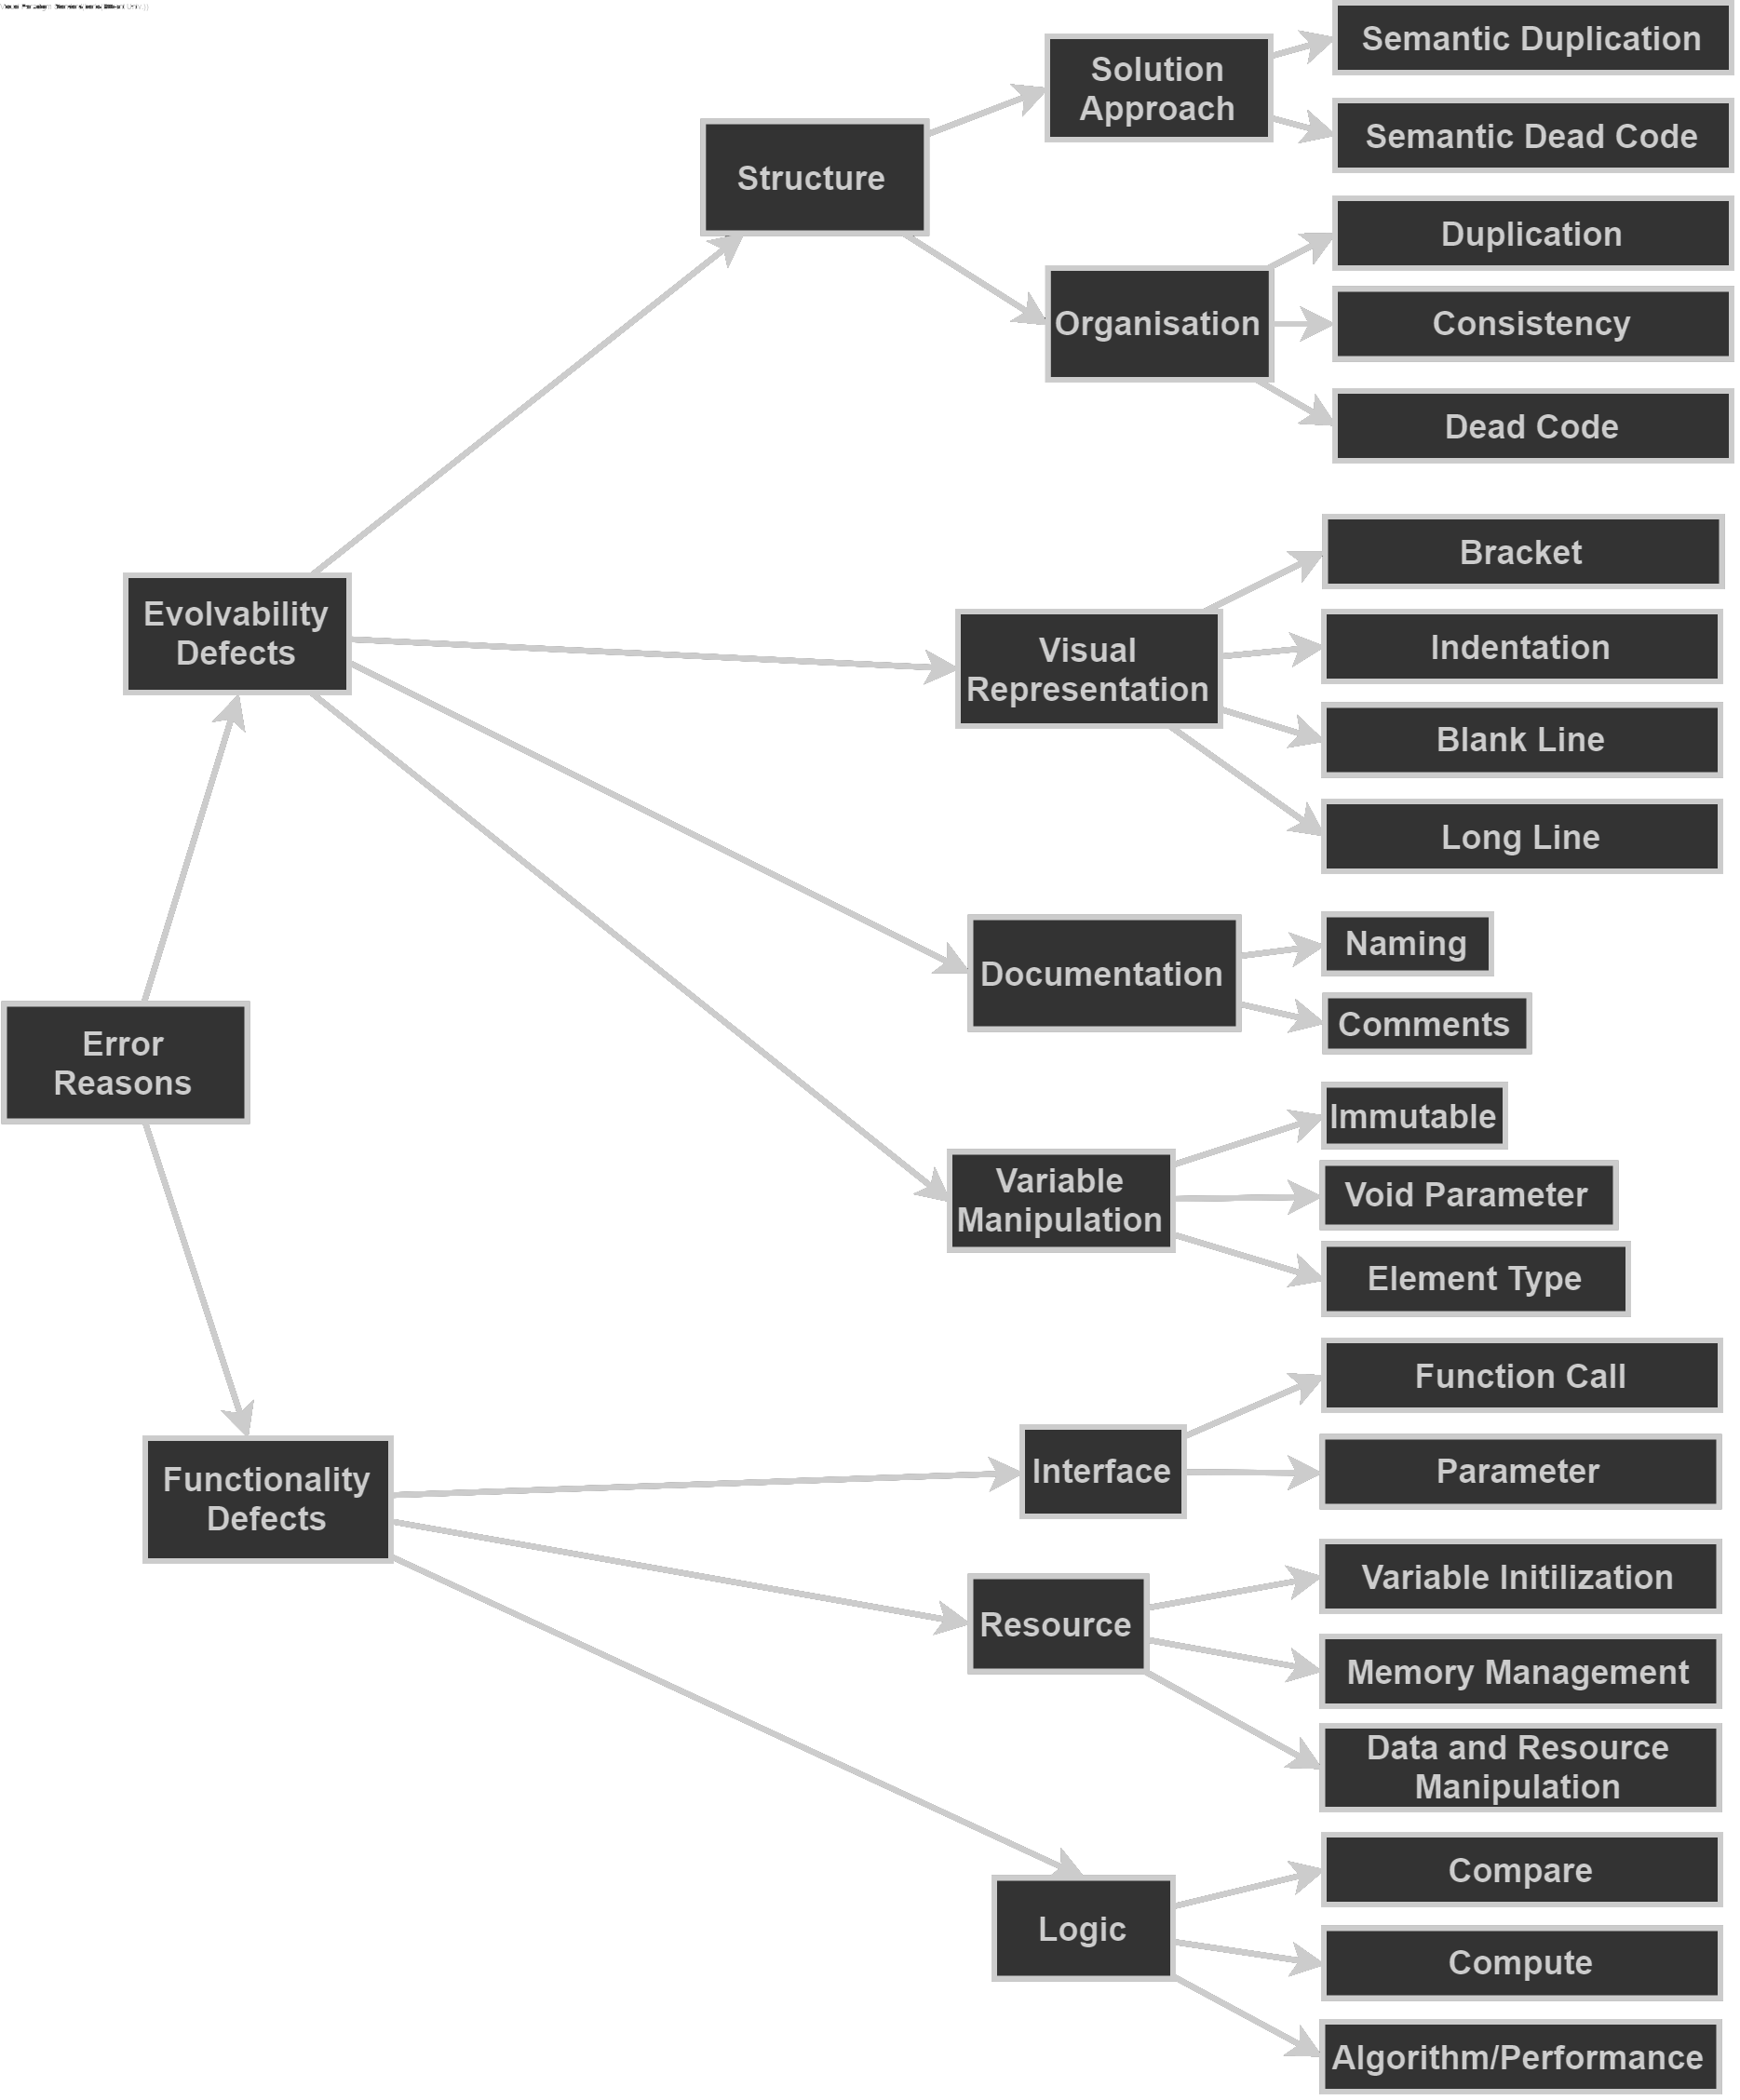 Semantic Duplication
Solution
Approach
Semantic Dead Code
Structure
Duplication
Organisation
Consistency
Dead Code
Bracket
Evolvability
Defects
Visual
Representation
Indentation
Blank Line
Long Line
Naming
Documentation
Comments
Error
Reasons
Immutable
Variable
Manipulation
Void Parameter
Element Type
Function Call
Functionality
Defects
Interface
Parameter
Variable Initilization
Resource
Memory Management
Data and Resource
Manipulation
Compare
Logic
Compute
Algorithm/Performance